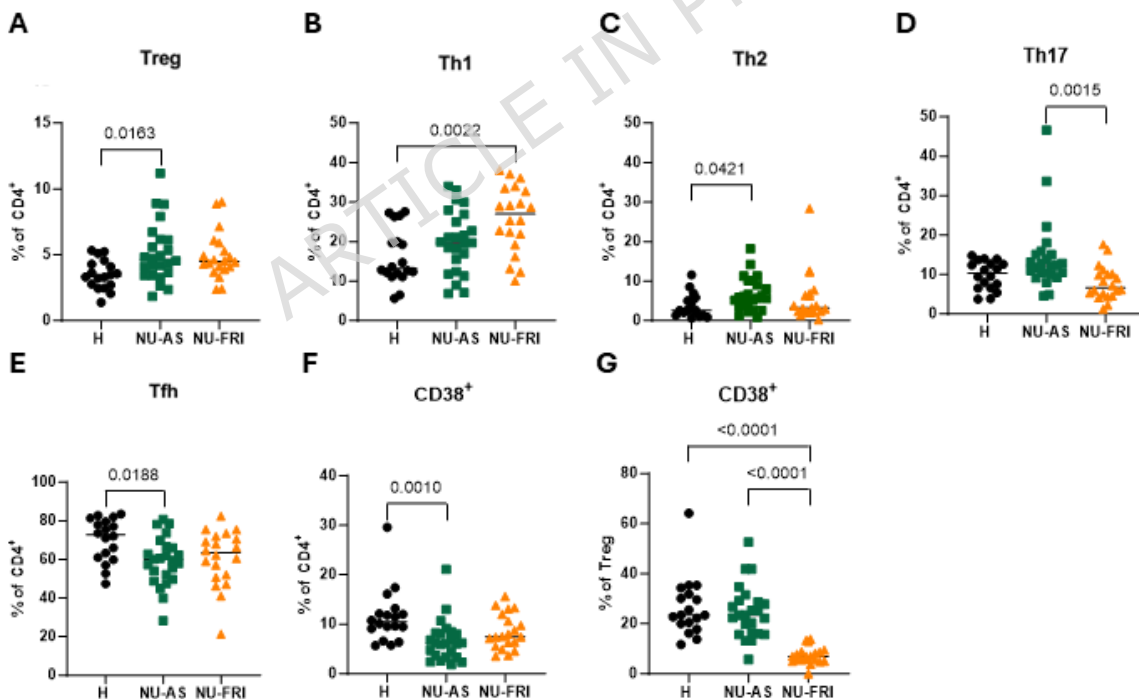 A
Treg
% of CD4+
15
10
5
0
0.0163
H NU-AS NU-FRI
B
Th1
% of CD4+
50
40
30
20
10
0
0.0022
H NU-AS NU-FRI
C
Th2
% of CD4+
50
40
30
20
10
0
0.0421
H NU-AS NU-FRI
D
Th17
% of CD4+
50
40
30
20
10
0
0.0015
H NU-AS NU-FRI
E
Tfh
% of CD4+
100
80
60
40
20
0
0.0188
H NU-AS NU-FRI
F
CD38+
% of CD4+
40
30
20
10
0
0.0010
H NU-AS NU-FRI
G
CD38+
% of Treg
80
60
40
20
0
<0.0001
<0.0001
H NU-AS NU-FRI
ARTICLE IN